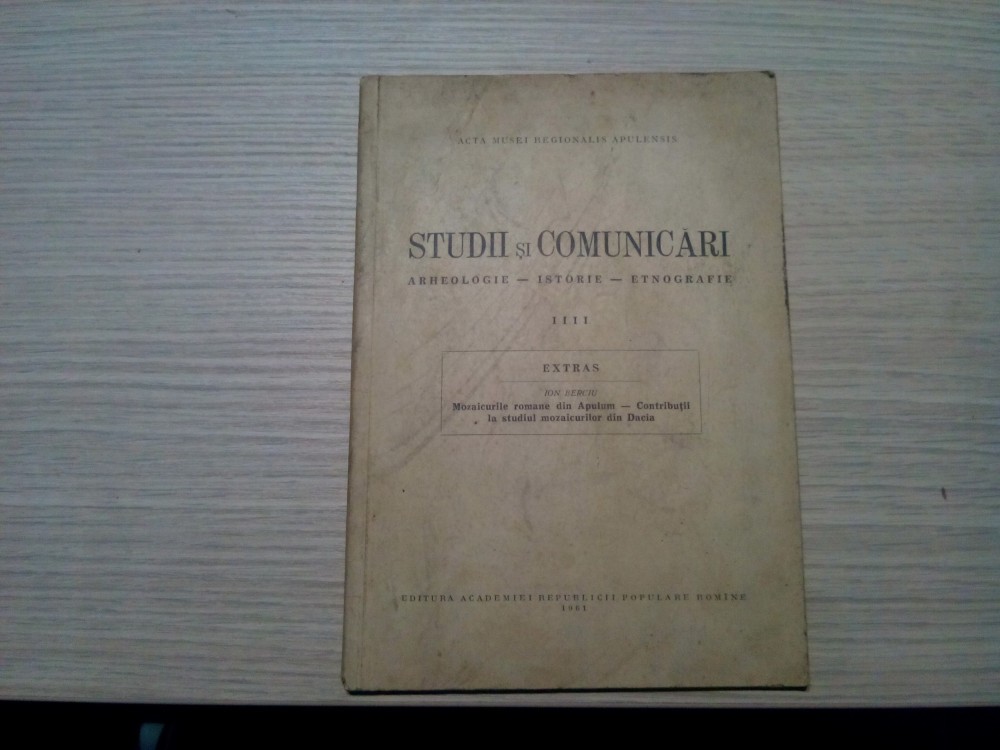 ACTA MUSEI REGIONALIS APULENSIS
STUDII ȘI COMUNICĂRI
ARHEOLOGIE — ISTORIE — ETNOGRAFIE
IIII
EXTRAS
ION BERCIU
Mozaicurile romane din Apulum — Contribuții
la studiul mozaicurilor din Dacia
EDITURA ACADEMIEI REPUBLICII POPULARE ROMÎNE
1961